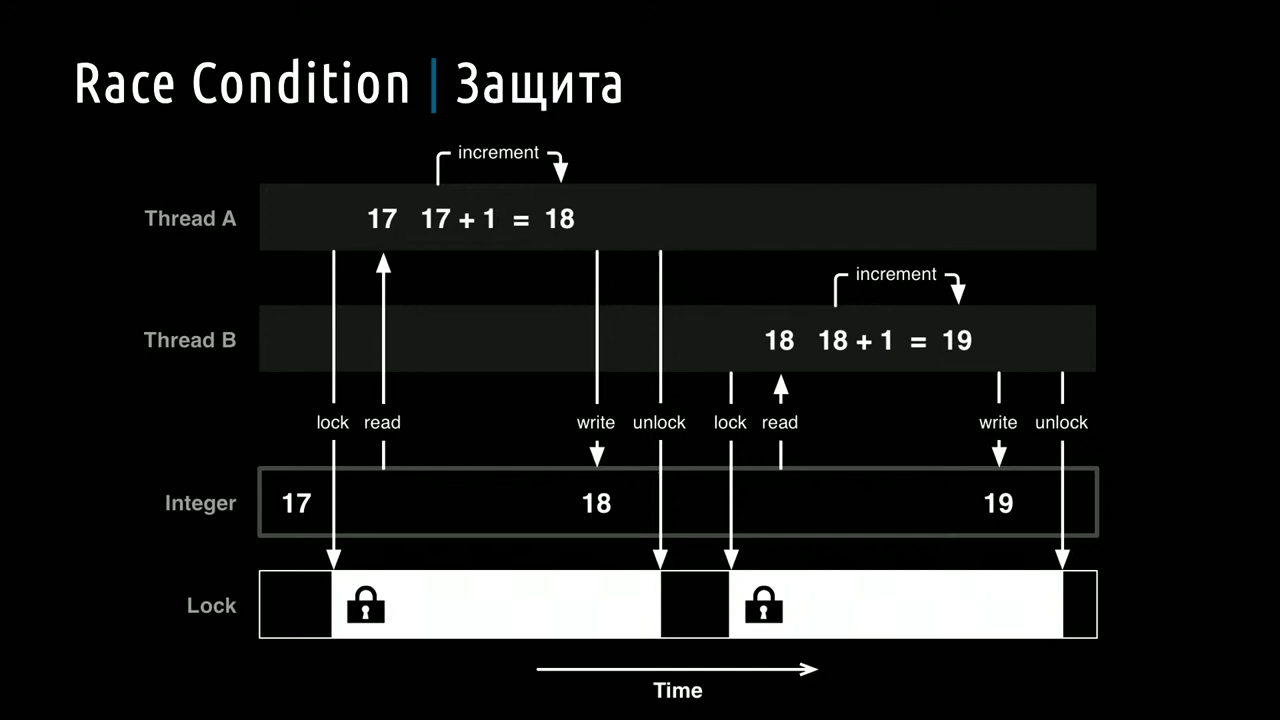 Race Condition | Защита
increment
Thread A 17 17 + 1 = 18
increment
Thread B 18 18 + 1 = 19
lock read write unlock lock read write unlock
Integer 17 18 19
Lock
Time